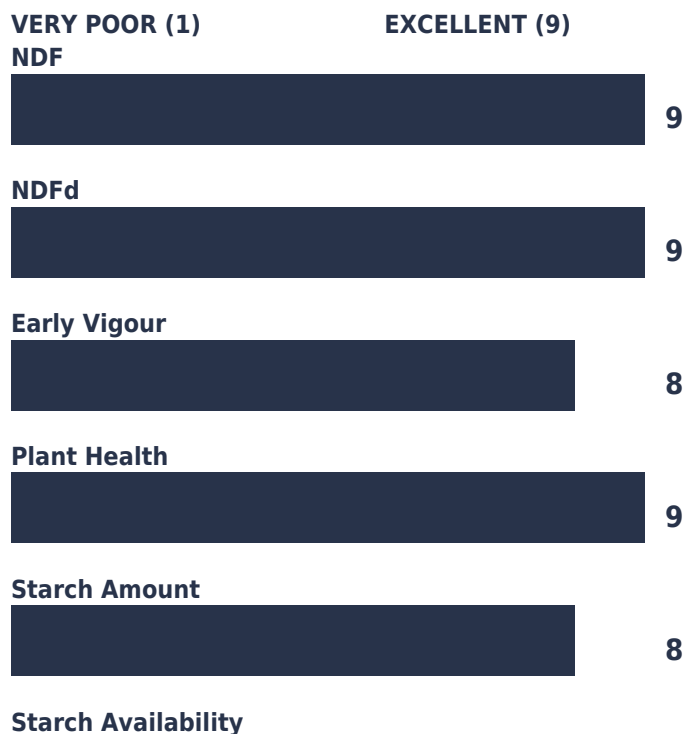 VERY POOR (1) EXCELLENT (9)
NDF
9
NDFd
9
Early Vigour
8
Plant Health
9
Starch Amount
8
Starch Availability